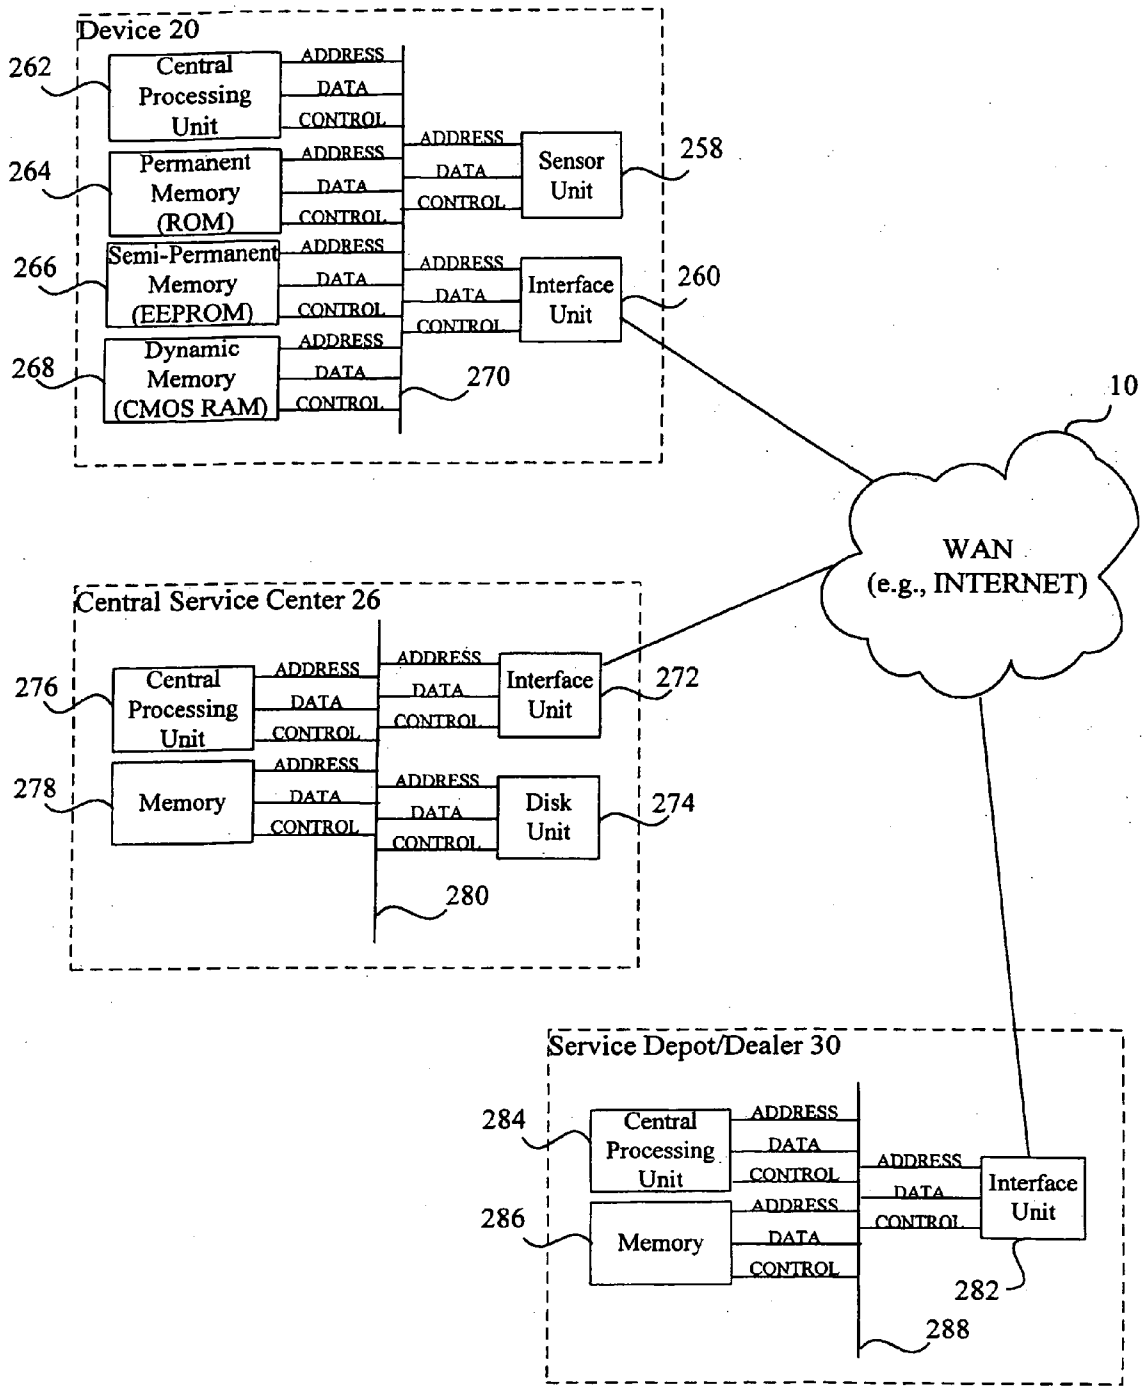 Device 20
262
Central
Processing
Unit
ADDRESS
DATA
CONTROL
264
Permanent
Memory
(ROM)
ADDRESS
DATA
CONTROL
266
Semi-Permanent
Memory
(EEPROM)
ADDRESS
DATA
CONTROL
268
Dynamic
Memory
(CMOS RAM)
ADDRESS
DATA
CONTROL
270
ADDRESS
DATA
CONTROL
Sensor
Unit
258
ADDRESS
DATA
CONTROL
Interface
Unit
260
10
WAN
(e.g., INTERNET)
Central Service Center 26
276
Central
Processing
Unit
ADDRESS
DATA
CONTROL
278
Memory
ADDRESS
DATA
CONTROL
ADDRESS
DATA
CONTROL
Interface
Unit
272
ADDRESS
DATA
CONTROL
Disk
Unit
274
280
Service Depot/Dealer 30
284
Central
Processing
Unit
ADDRESS
DATA
CONTROL
286
Memory
ADDRESS
DATA
CONTROL
ADDRESS
DATA
CONTROL
Interface
Unit
282
288